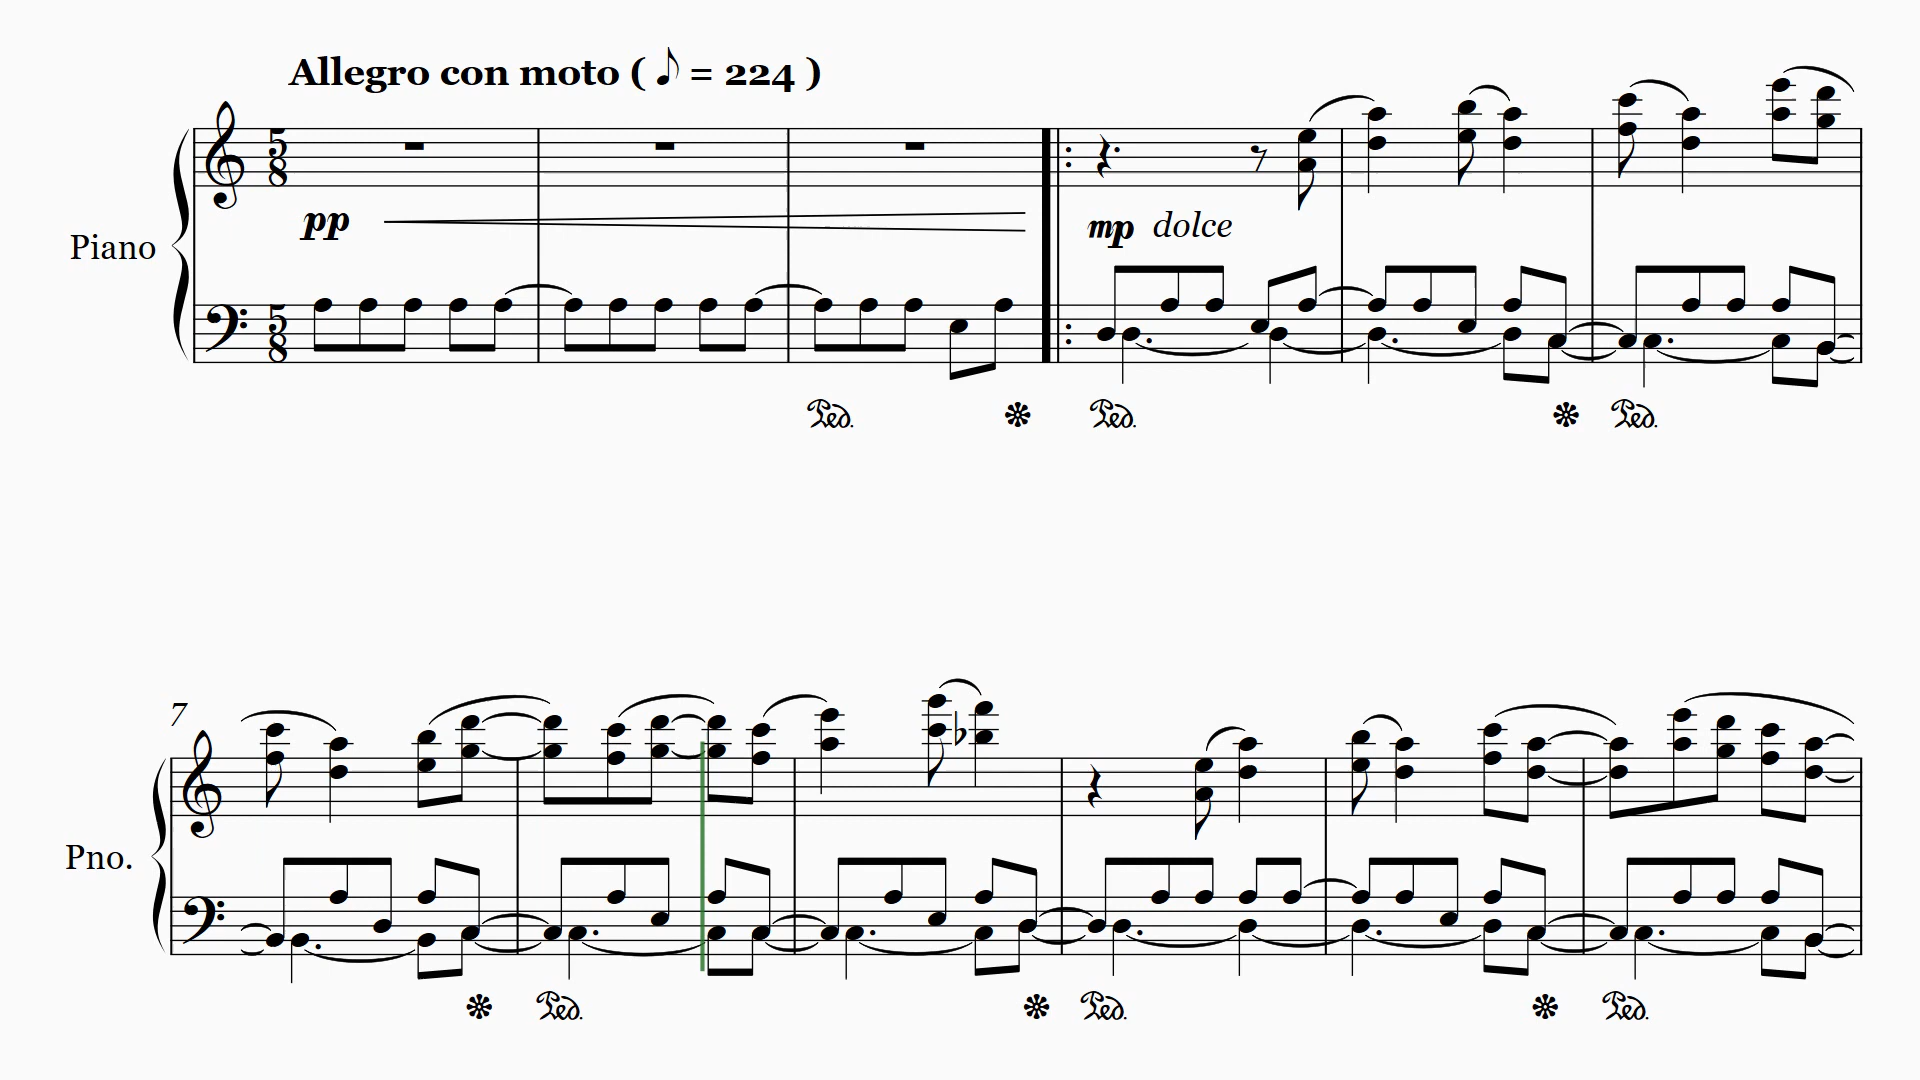 Allegro con moto ( ♪ = 224 )
5
8
pp
mp dolce
Piano
5
8
Ped. * Ped. * Ped.
7
Pno.
* Ped. * Ped. * Ped.